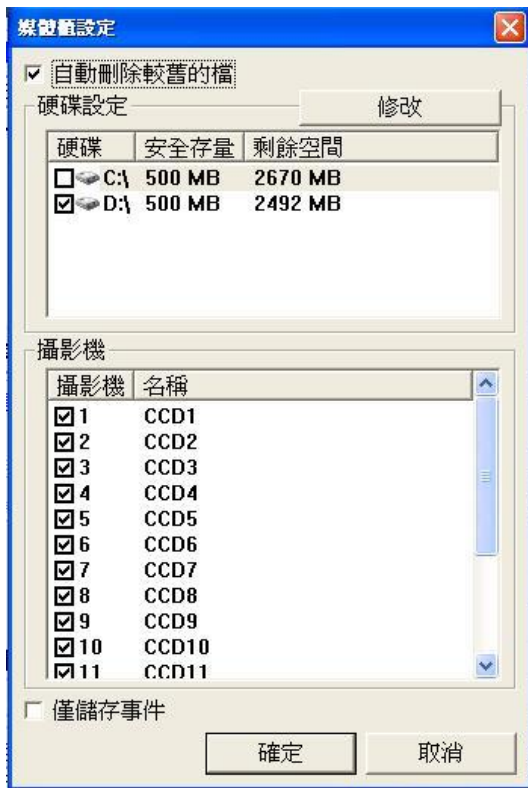 媒體櫃設定
自動刪除較舊的檔
硬碟設定
修改
硬碟 安全存量 剩餘空間
C:\ 500 MB 2670 MB
D:\ 500 MB 2492 MB
攝影機
攝影機 名稱
1 CCD1
2 CCD2
3 CCD3
4 CCD4
5 CCD5
6 CCD6
7 CCD7
8 CCD8
9 CCD9
10 CCD10
11 CCD11
僅儲存事件
確定 取消